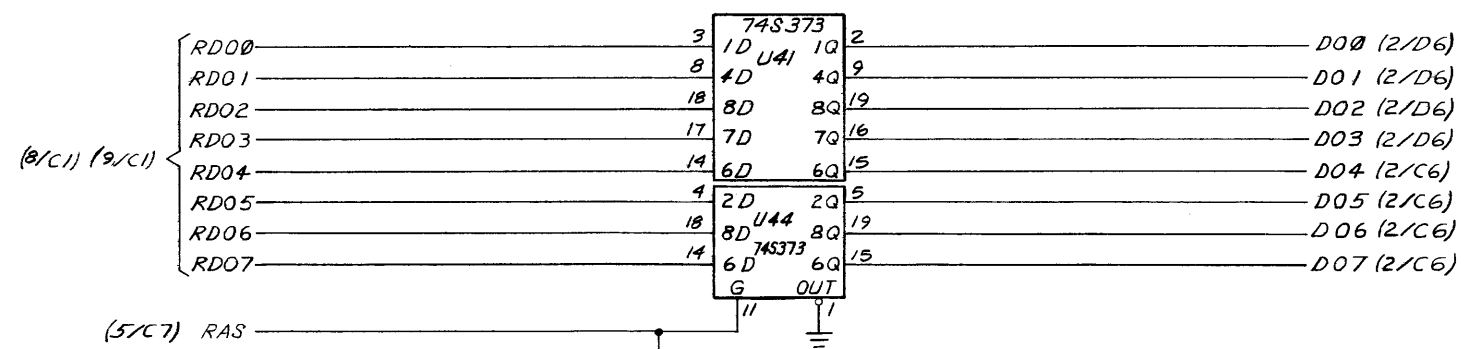 74S373
RD0Ø 3 1D U41 1Q 2 D0Ø (2/D6)
RD01 8 4D 4Q 9 D01 (2/D6)
RD02 18 8D 8Q 19 D02 (2/D6)
RD03 17 7D 7Q 16 D03 (2/D6)
(8/C1) (9/C1)
RD04 14 6D 6Q 15 D04 (2/C6)
RD05 4 2D 2Q 5 D05 (2/C6)
RD06 18 8D U44 8Q 19 D06 (2/C6)
74S373
RD07 14 6D 6Q 15 D07 (2/C6)
G OUT
11 1
(5/C7) RAS